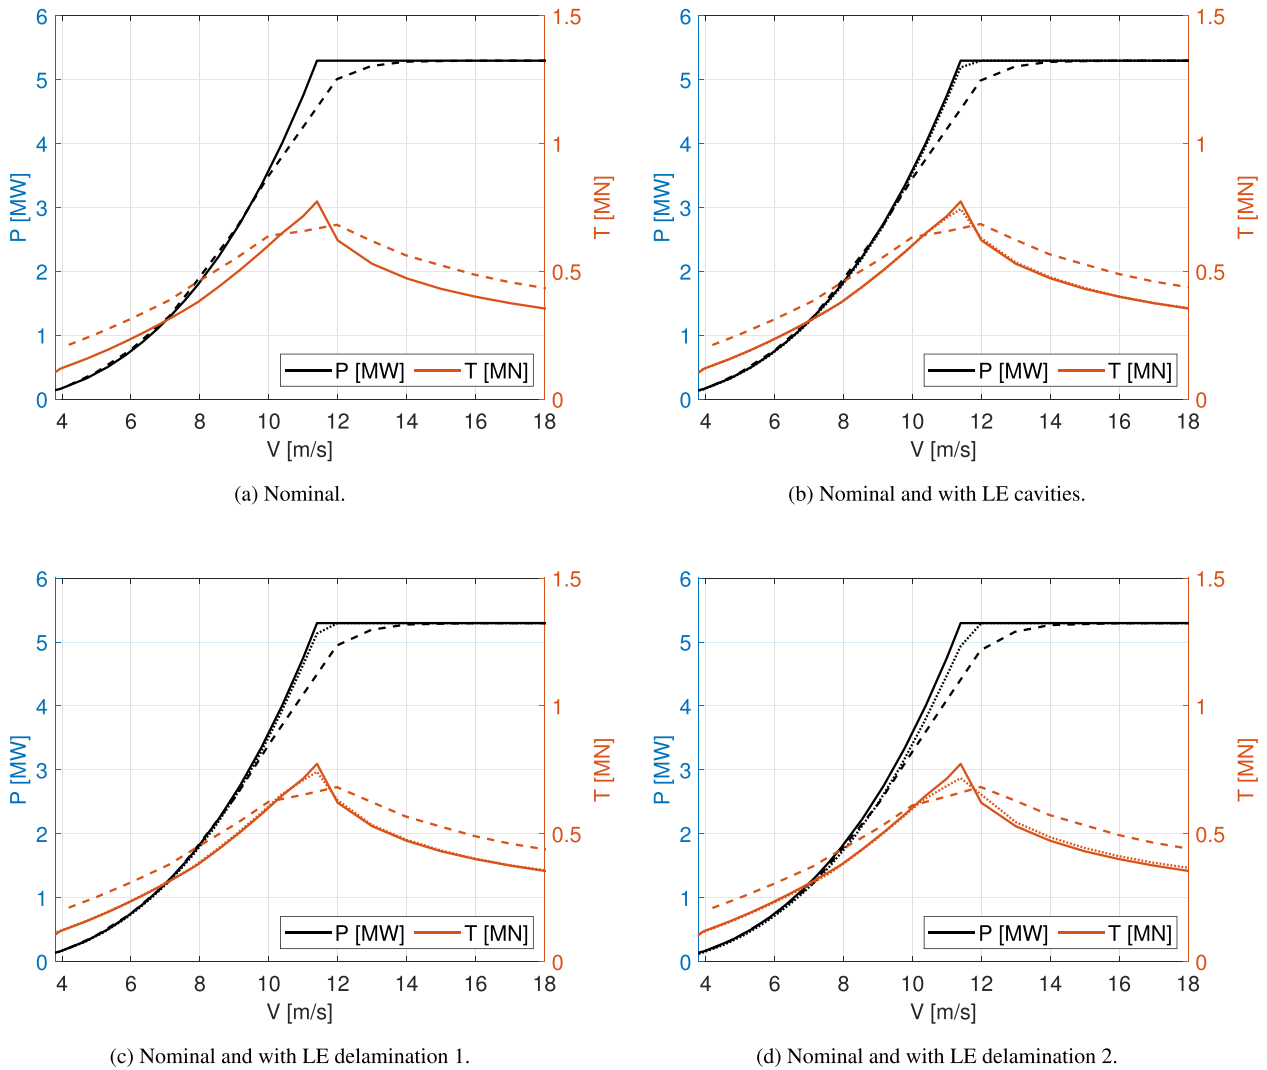 6
5
4
3
2
1
0
1.5
1
0.5
0
P [MW]
T [MN]
P [MW] T [MN]
4 6 8 10 12 14 16 18
V [m/s]
(a) Nominal.
6
5
4
3
2
1
0
1.5
1
0.5
0
P [MW]
T [MN]
P [MW] T [MN]
4 6 8 10 12 14 16 18
V [m/s]
(b) Nominal and with LE cavities.
6
5
4
3
2
1
0
1.5
1
0.5
0
P [MW]
T [MN]
P [MW] T [MN]
4 6 8 10 12 14 16 18
V [m/s]
(c) Nominal and with LE delamination 1.
6
5
4
3
2
1
0
1.5
1
0.5
0
P [MW]
T [MN]
P [MW] T [MN]
4 6 8 10 12 14 16 18
V [m/s]
(d) Nominal and with LE delamination 2.